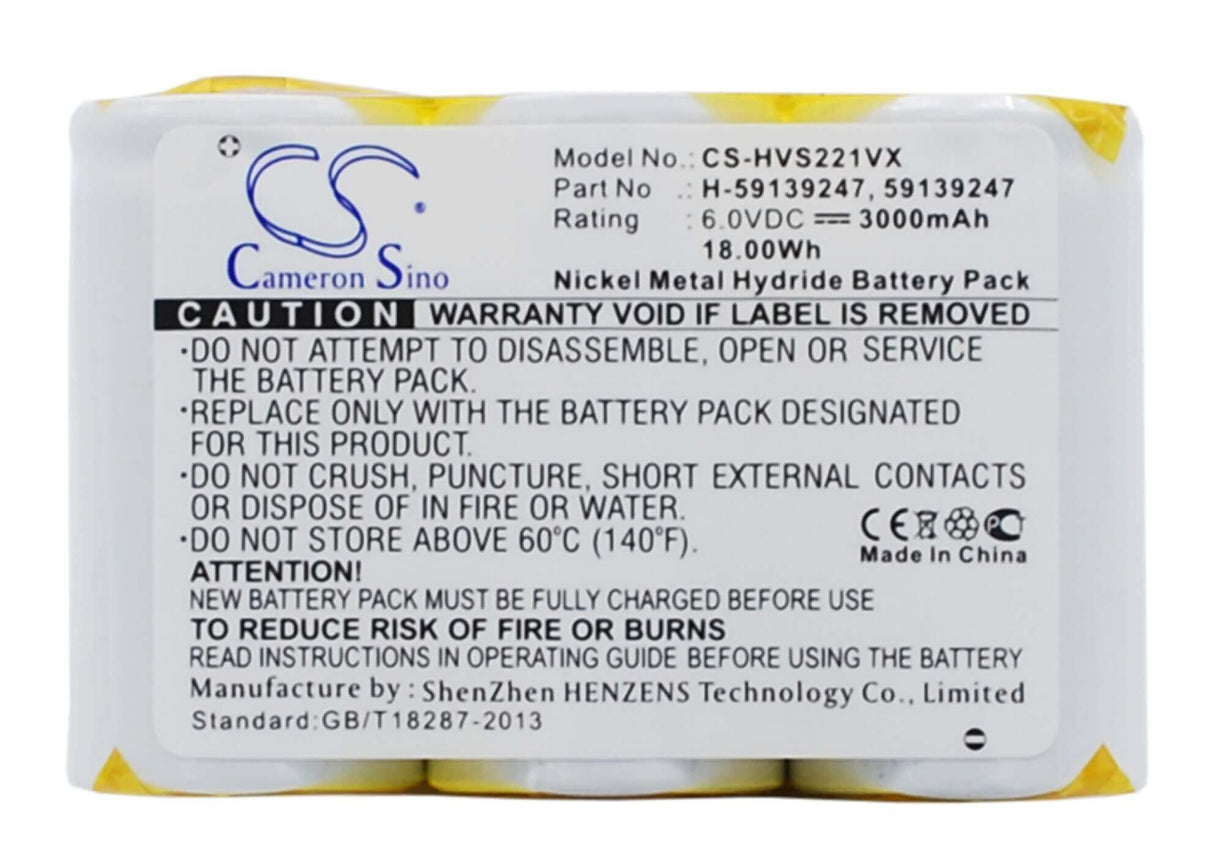 CS®
Cameron Sino
Model No.: CS-HVS221VX
Part No .: H-59139247, 59139247
Rating : 6.0VDC ⎓ 3000mAh
18.00Wh
Nickel Metal Hydride Battery Pack
CAUTION WARRANTY VOID IF LABEL IS REMOVED
·DO NOT ATTEMPT TO DISASSEMBLE, OPEN OR SERVICE
THE BATTERY PACK.
·REPLACE ONLY WITH THE BATTERY PACK DESIGNATED
FOR THIS PRODUCT.
·DO NOT CRUSH, PUNCTURE, SHORT EXTERNAL CONTACTS
OR DISPOSE OF IN FIRE OR WATER.
·DO NOT STORE ABOVE 60°C (140°F).
CE PC
Made In China
ATTENTION!
NEW BATTERY PACK MUST BE FULLY CHARGED BEFORE USE
TO REDUCE RISK OF FIRE OR BURNS
READ INSTRUCTIONS IN OPERATING GUIDE BEFORE USING THE BATTERY
Manufacture by : ShenZhen HENZENS Technology Co., Limited
Standard:GB/T18287-2013